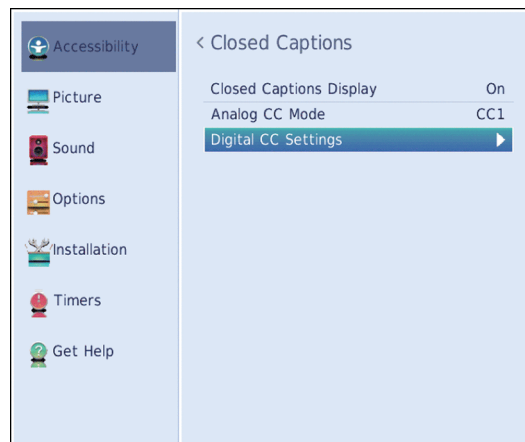 Accessibility
Picture
Sound
Options
Installation
Timers
Get Help
< Closed Captions
Closed Captions Display On
Analog CC Mode CC1
Digital CC Settings